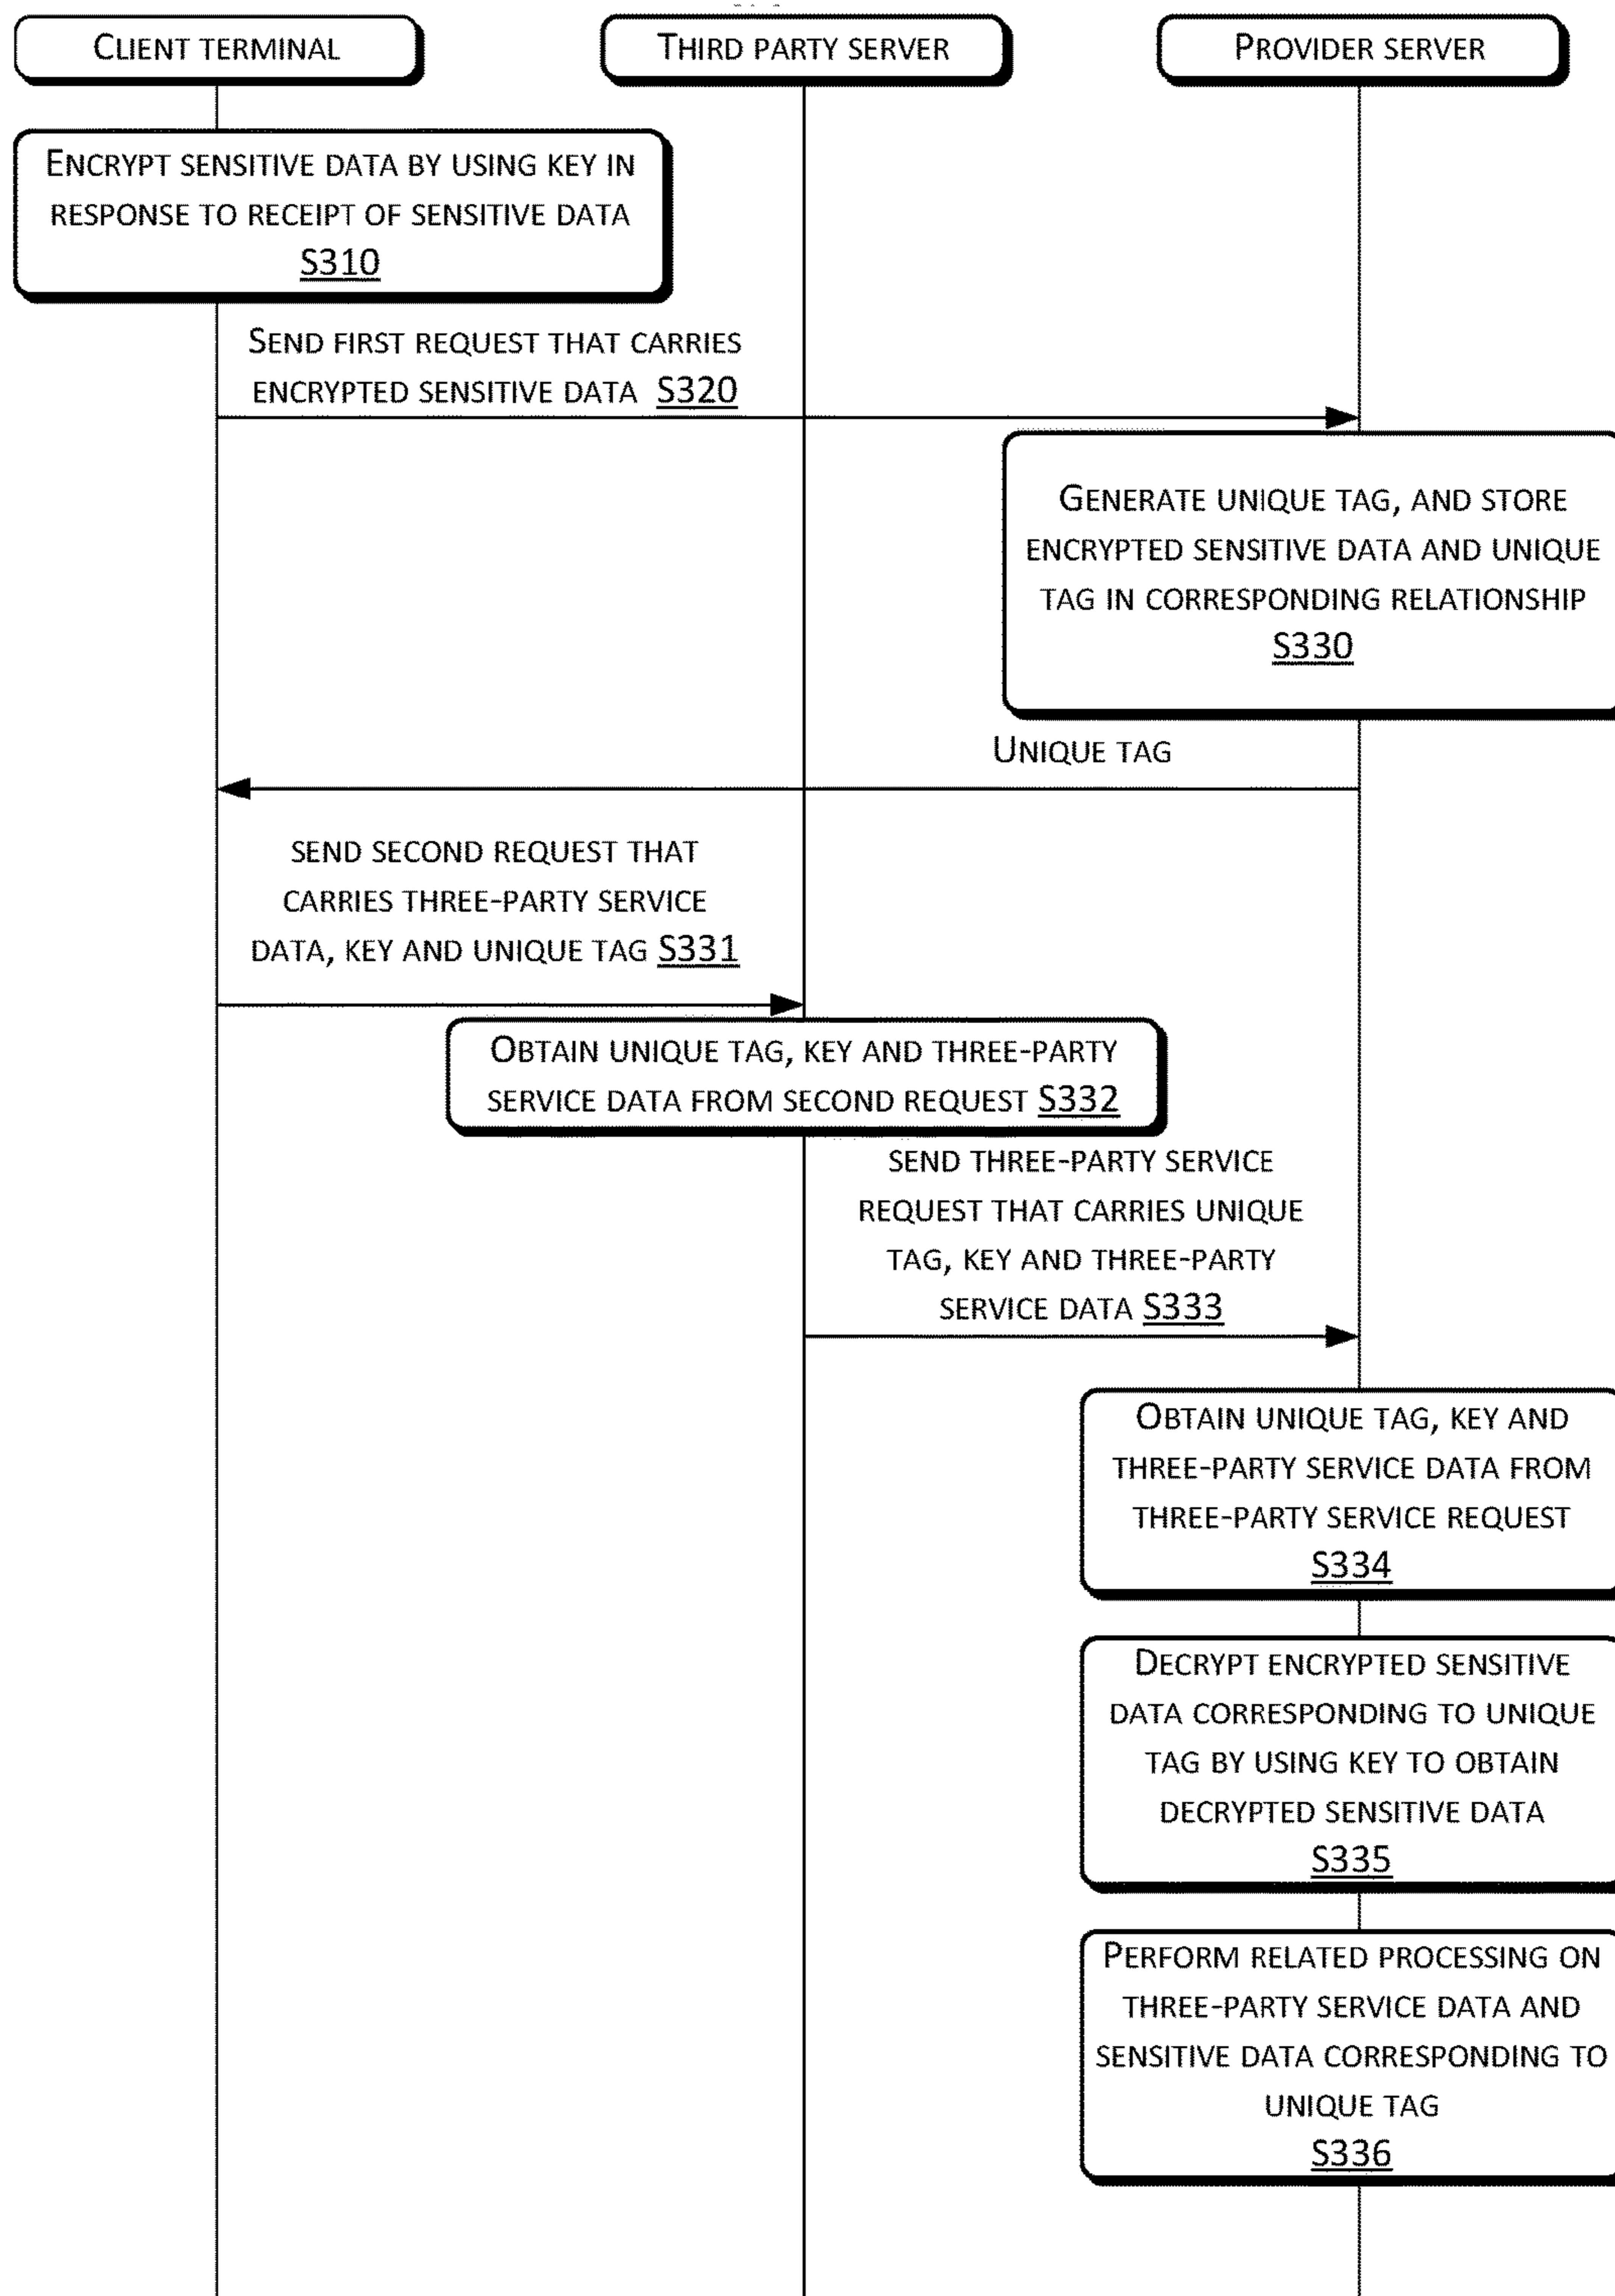 CLIENT TERMINAL
THIRD PARTY SERVER
PROVIDER SERVER
ENCRYPT SENSITIVE DATA BY USING KEY IN
RESPONSE TO RECEIPT OF SENSITIVE DATA
S310
SEND FIRST REQUEST THAT CARRIES
ENCRYPTED SENSITIVE DATA S320
GENERATE UNIQUE TAG, AND STORE
ENCRYPTED SENSITIVE DATA AND UNIQUE
TAG IN CORRESPONDING RELATIONSHIP
S330
UNIQUE TAG
SEND SECOND REQUEST THAT
CARRIES THREE-PARTY SERVICE
DATA, KEY AND UNIQUE TAG S331
OBTAIN UNIQUE TAG, KEY AND THREE-PARTY
SERVICE DATA FROM SECOND REQUEST S332
SEND THREE-PARTY SERVICE
REQUEST THAT CARRIES UNIQUE
TAG, KEY AND THREE-PARTY
SERVICE DATA S333
OBTAIN UNIQUE TAG, KEY AND
THREE-PARTY SERVICE DATA FROM
THREE-PARTY SERVICE REQUEST
S334
DECRYPT ENCRYPTED SENSITIVE
DATA CORRESPONDING TO UNIQUE
TAG BY USING KEY TO OBTAIN
DECRYPTED SENSITIVE DATA
S335
PERFORM RELATED PROCESSING ON
THREE-PARTY SERVICE DATA AND
SENSITIVE DATA CORRESPONDING TO
UNIQUE TAG
S336